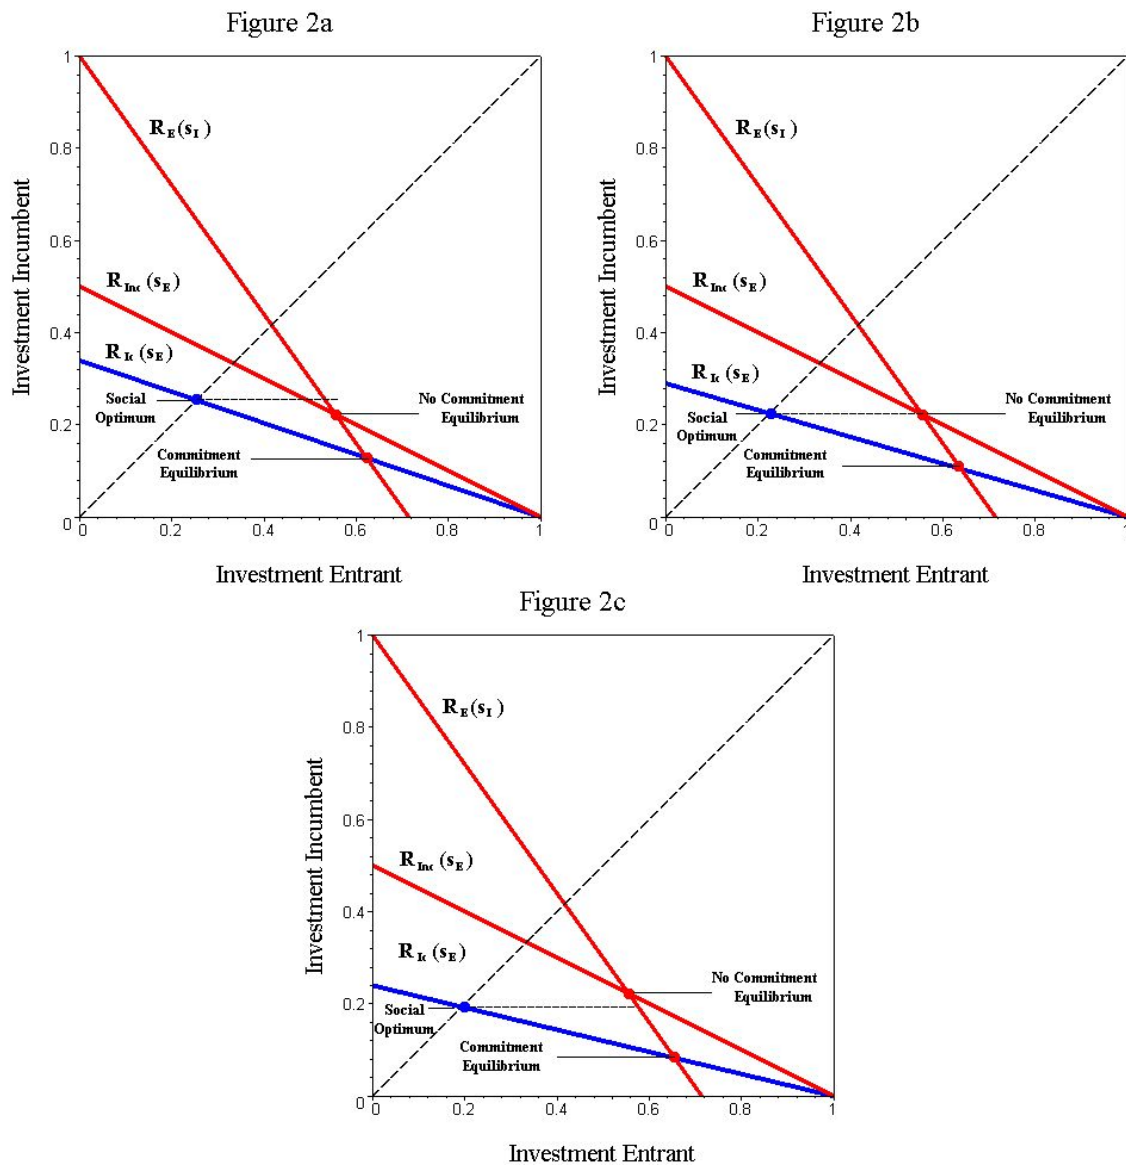 Figure 2a
1
R_E(s_I)
0.8
Investment Incumbent
0.6
R_Inc(s_E)
0.4
R_Ic(s_E)
Social
Optimum
No Commitment
Equilibrium
0.2
Commitment
Equilibrium
0
0 0.2 0.4 0.6 0.8 1
Investment Entrant
Figure 2b
1
R_E(s_I)
0.8
Investment Incumbent
0.6
R_Inc(s_E)
0.4
R_Ic(s_E)
Social
Optimum
No Commitment
Equilibrium
0.2
Commitment
Equilibrium
0
0 0.2 0.4 0.6 0.8 1
Investment Entrant
Figure 2c
1
R_E(s_I)
0.8
Investment Incumbent
0.6
R_Inc(s_E)
0.4
R_Ic(s_E)
No Commitment
Equilibrium
0.2
Social
Optimum
Commitment
Equilibrium
0
0 0.2 0.4 0.6 0.8 1
Investment Entrant